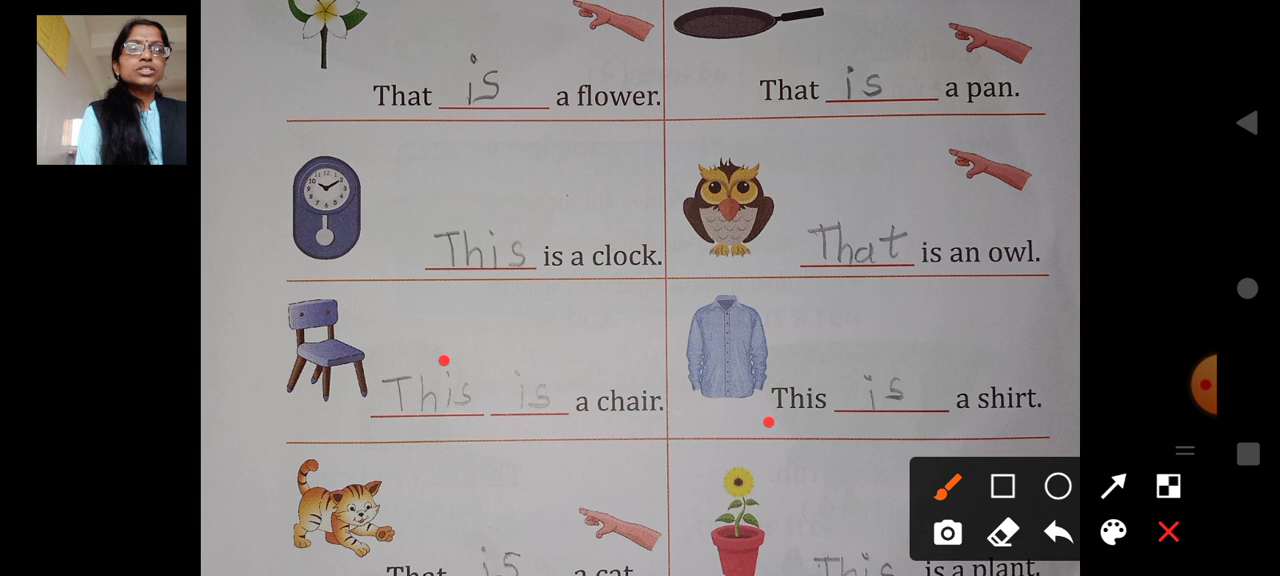 That is a flower.
That is a pan.
This is a clock.
That is an owl.
This is a chair.
This is a shirt.
That is a cat.
This is a plant.